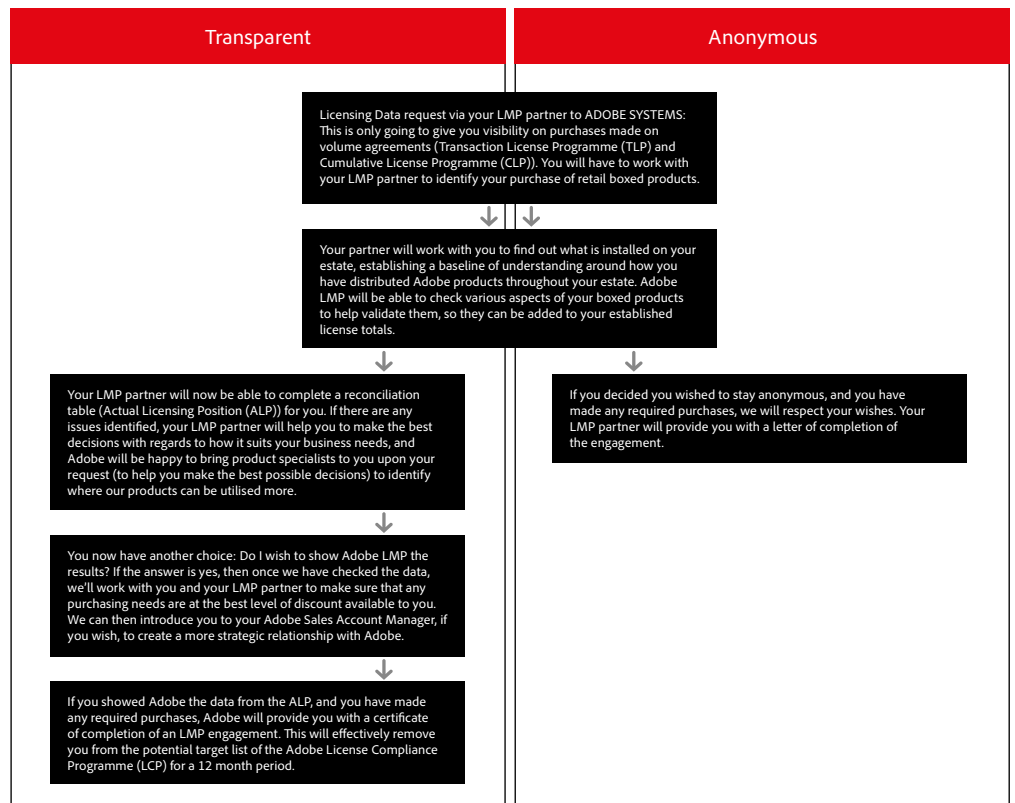 Transparent
Anonymous
Licensing Data request via your LMP partner to ADOBE SYSTEMS:
This is only going to give you visibility on purchases made on
volume agreements (Transaction License Programme (TLP) and
Cumulative License Programme (CLP)). You will have to work with
your LMP partner to identify your purchase of retail boxed products.
Your partner will work with you to find out what is installed on your
estate, establishing a baseline of understanding around how you
have distributed Adobe products throughout your estate. Adobe
LMP will be able to check various aspects of your boxed products
to help validate them, so they can be added to your established
license totals.
Your LMP partner will now be able to complete a reconciliation
table (Actual Licensing Position (ALP)) for you. If there are any
issues identified, your LMP partner will help you to make the best
decisions with regards to how it suits your business needs, and
Adobe will be happy to bring product specialists to you upon your
request (to help you make the best possible decisions) to identify
where our products can be utilised more.
If you decided you wished to stay anonymous, and you have
made any required purchases, we will respect your wishes. Your
LMP partner will provide you with a letter of completion of
the engagement.
You now have another choice: Do I wish to show Adobe LMP the
results? If the answer is yes, then once we have checked the data,
we'll work with you and your LMP partner to make sure that any
purchasing needs are at the best level of discount available to you.
We can then introduce you to your Adobe Sales Account Manager, if
you wish, to create a more strategic relationship with Adobe.
If you showed Adobe the data from the ALP, and you have made
any required purchases, Adobe will provide you with a certificate
of completion of an LMP engagement. This will effectively remove
you from the potential target list of the Adobe License Compliance
Programme (LCP) for a 12 month period.